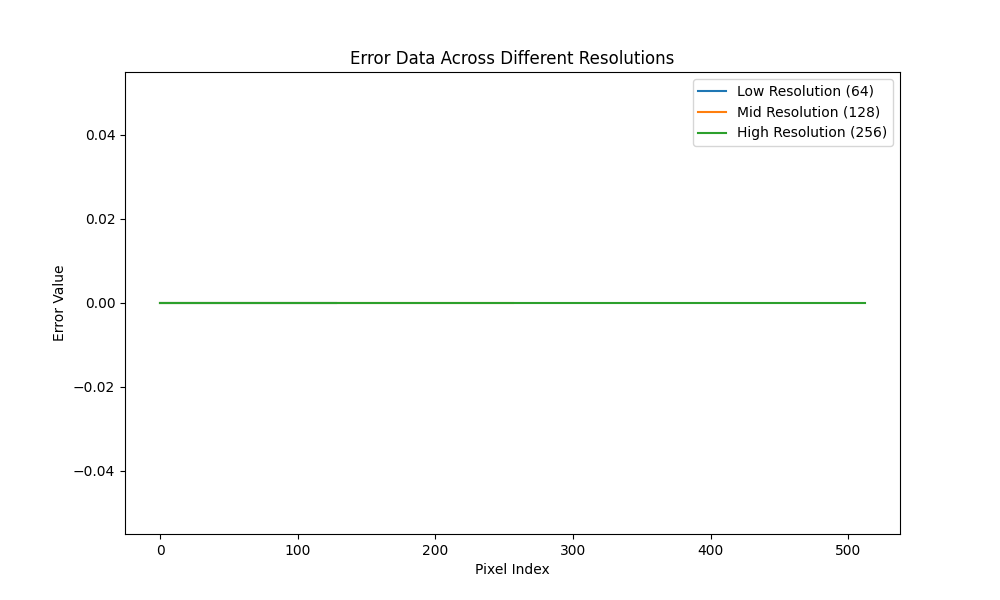 Error Data Across Different Resolutions
Low Resolution (64)
Mid Resolution (128)
High Resolution (256)
0.04
0.02
0.00
−0.02
−0.04
Error Value
0 100 200 300 400 500
Pixel Index